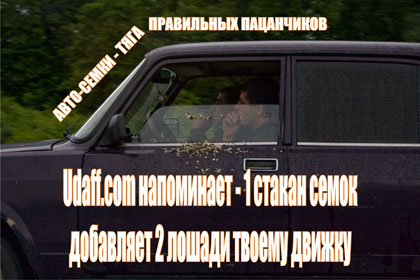 АВТО-СЕМКИ - ТЯГА
ПРАВИЛЬНЫХ ПАЦАНЧИКОВ
Udaff.com напоминает - 1 стакан семок
добавляет 2 лошади твоему движку